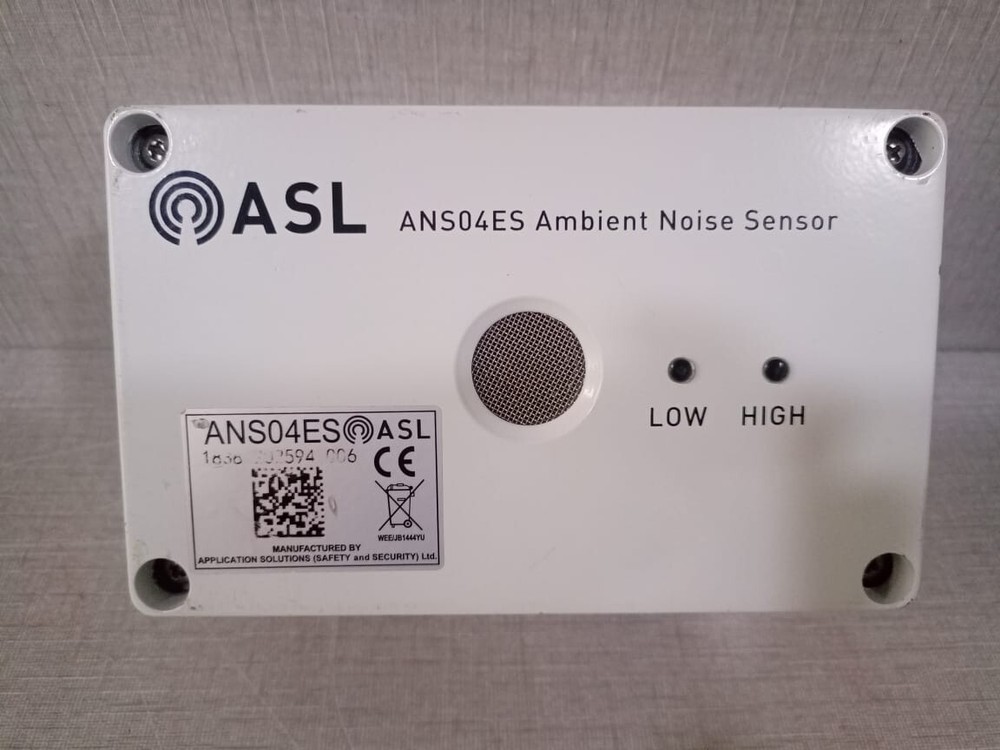 ASL ANS04ES Ambient Noise Sensor
LOW HIGH
ANS04ES ASL
006
CE
WEE/JB1444YU
MANUFACTURED BY
APPLICATION SOLUTIONS (SAFETY and SECURITY) Ltd.